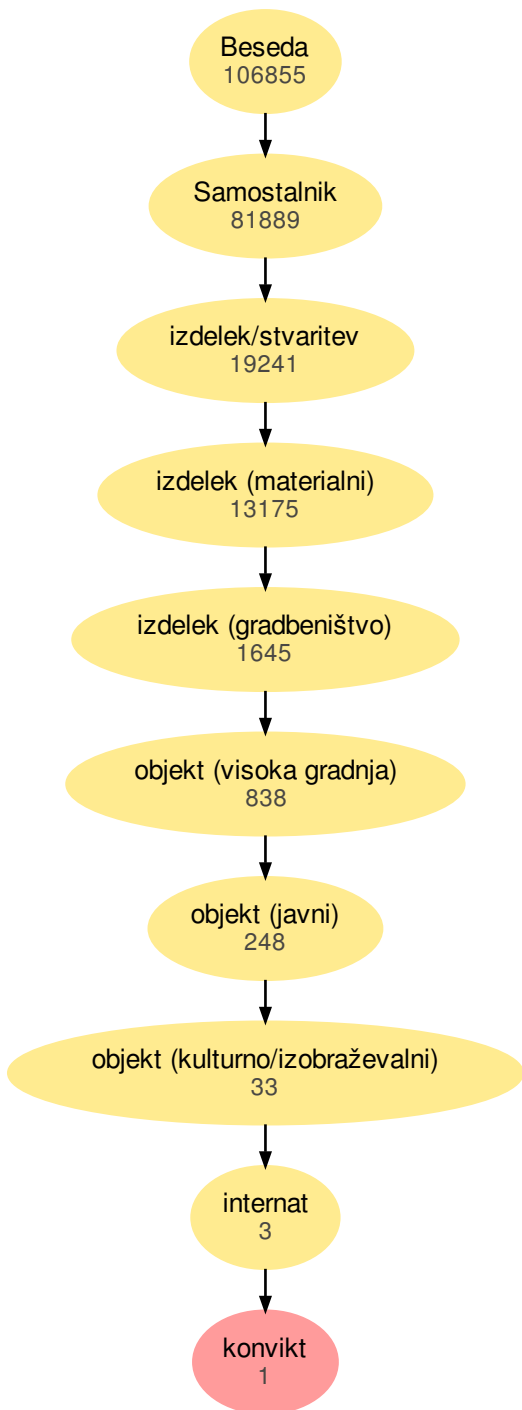 Beseda
106855
Samostalnik
81889
izdelek/stvaritev
19241
izdelek (materialni)
13175
izdelek (gradbeništvo)
1645
objekt (visoka gradnja)
838
objekt (javni)
248
objekt (kulturno/izobraževalni)
33
internat
3
konvikt
1